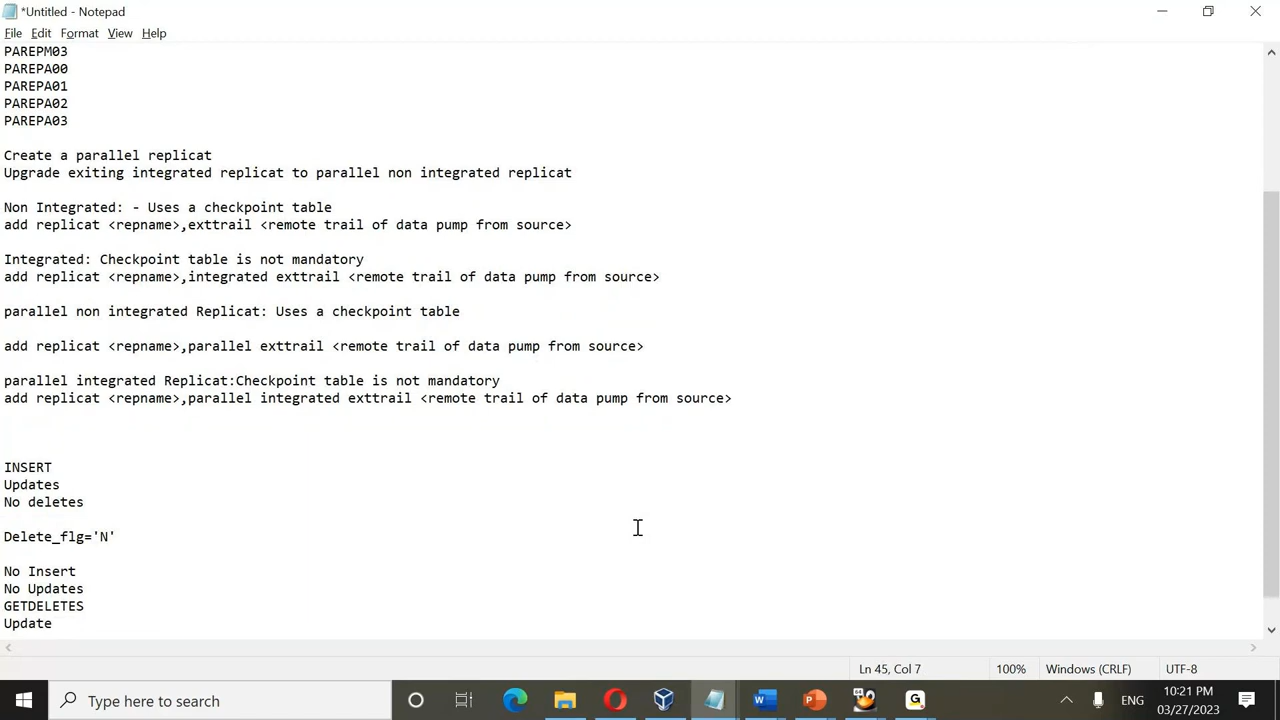 *Untitled - Notepad
File Edit Format View Help
PAREPM03
PAREPA00
PAREPA01
PAREPA02
PAREPA03
Create a parallel replicat
Upgrade exiting integrated replicat to parallel non integrated replicat
Non Integrated: - Uses a checkpoint table
add replicat <repname>,exttrail <remote trail of data pump from source>
Integrated: Checkpoint table is not mandatory
add replicat <repname>,integrated exttrail <remote trail of data pump from source>
parallel non integrated Replicat: Uses a checkpoint table
add replicat <repname>,parallel exttrail <remote trail of data pump from source>
parallel integrated Replicat:Checkpoint table is not mandatory
add replicat <repname>,parallel integrated exttrail <remote trail of data pump from source>
INSERT
Updates
No deletes
Delete_flg='N'
No Insert
No Updates
GETDELETES
Update
Ln 45, Col 7 100% Windows (CRLF) UTF-8
Type here to search
ENG
10:21 PM
03/27/2023